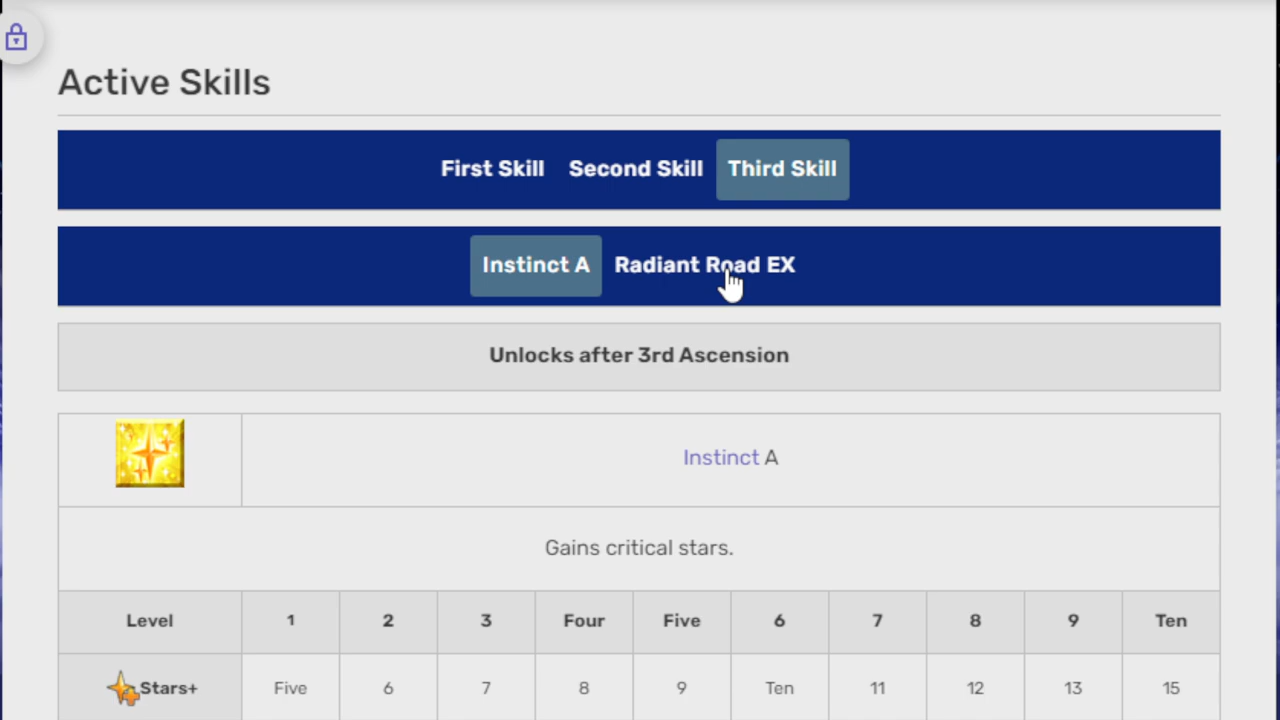 Active Skills
First Skill Second Skill Third Skill
Instinct A Radiant Road EX
Unlocks after 3rd Ascension
Instinct A
Gains critical stars.
Level 1 2 3 Four Five 6 7 8 9 Ten
Stars+ Five 6 7 8 9 Ten 11 12 13 15